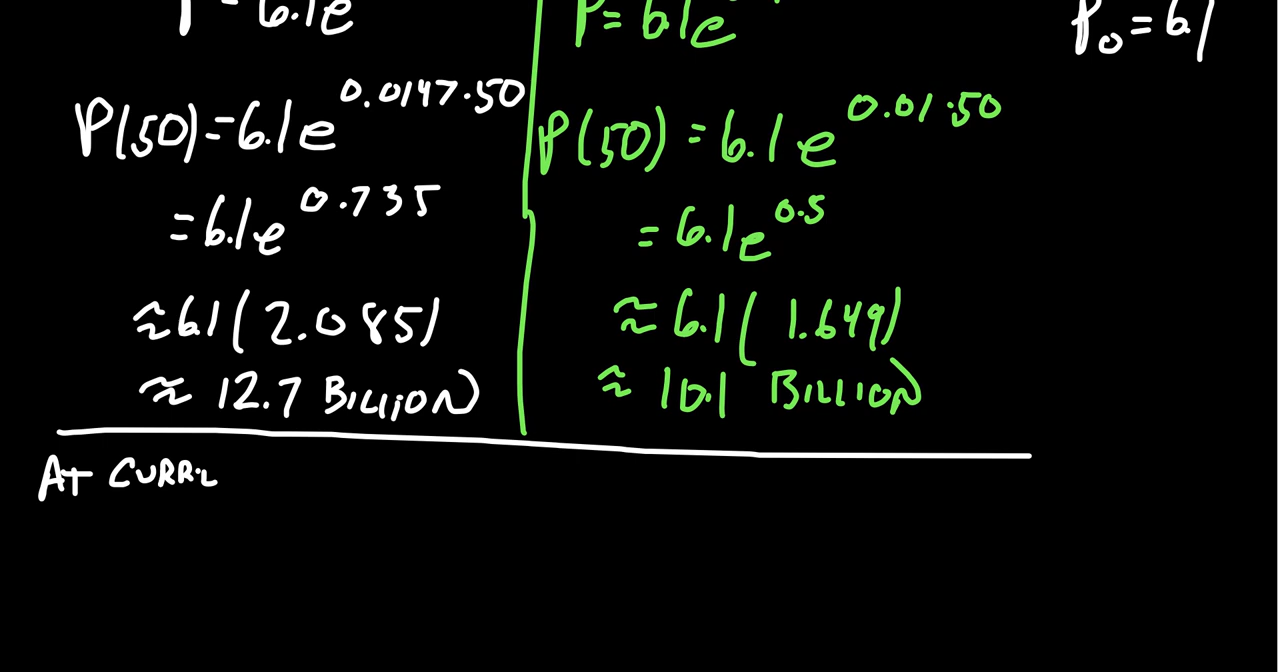 P = 6.1e
P(50) = 6.1e^0.0147·50
= 6.1e^0.735
≈ 6.1(2.085)
≈ 12.7 BILLION
P = 6.1e
P(50) = 6.1e^0.01·50
= 6.1e^0.5
≈ 6.1(1.649)
≈ 10.1 BILLION
P₀ = 6.1
AT CURRE